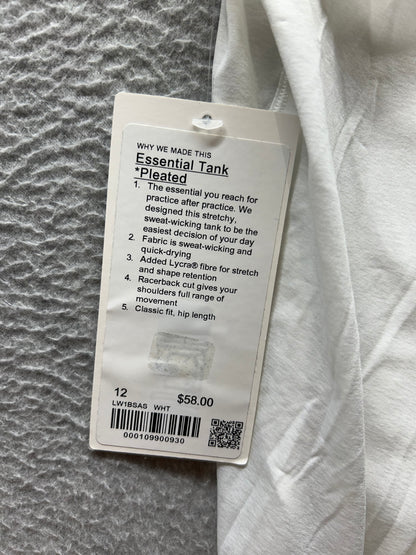 WHY WE MADE THIS
Essential Tank
*Pleated
1. The essential you reach for
practice after practice. We
designed this stretchy,
sweat-wicking tank to be the
easiest decision of your day
2. Fabric is sweat-wicking and
quick-drying
3. Added Lycra® fibre for stretch
and shape retention
4. Racerback cut gives your
shoulders full range of
movement
5. Classic fit, hip length
12 $58.00
LW1BSAS WHT
000109900930